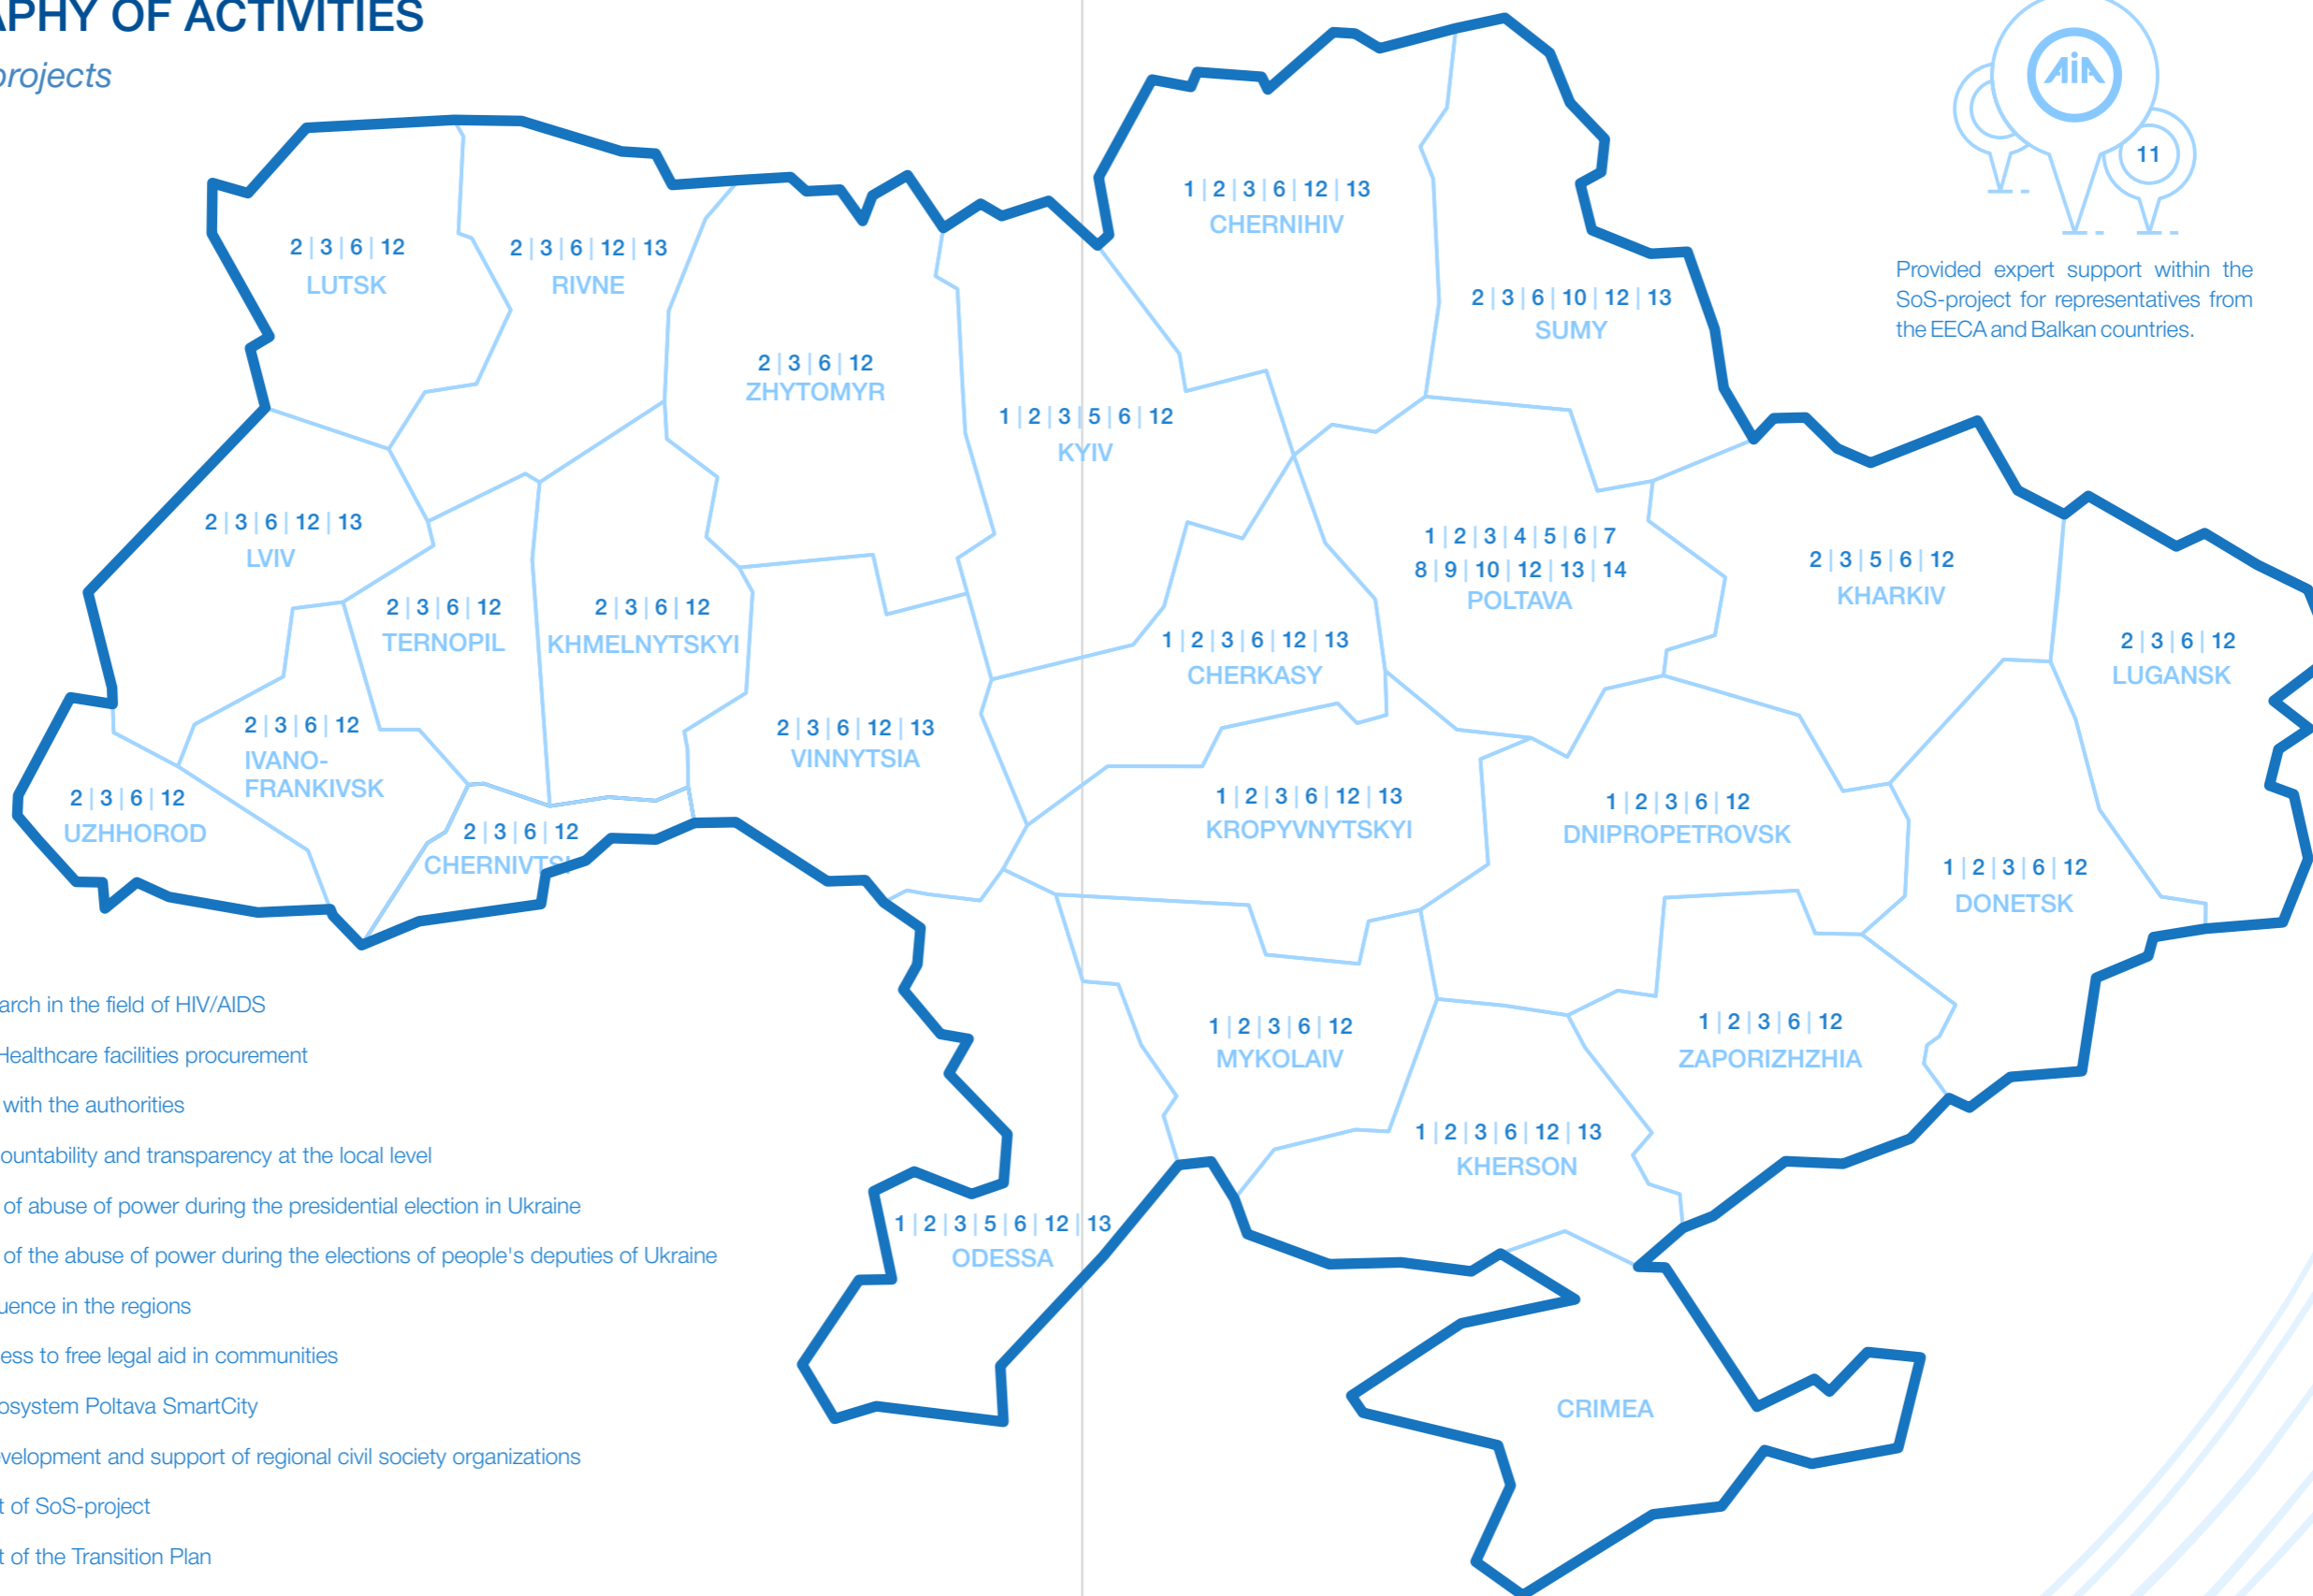 APHY OF ACTIVITIES
projects
AiA
11
Provided expert support within the
SoS-project for representatives from
the EECA and Balkan countries.
1 | 2 | 3 | 6 | 12 | 13
CHERNIHIV
2 | 3 | 6 | 12
LUTSK
2 | 3 | 6 | 12 | 13
RIVNE
2 | 3 | 6 | 10 | 12 | 13
SUMY
2 | 3 | 6 | 12
ZHYTOMYR
1 | 2 | 3 | 5 | 6 | 12
KYIV
2 | 3 | 6 | 12 | 13
LVIV
1 | 2 | 3 | 4 | 5 | 6 | 7
8 | 9 | 10 | 12 | 13 | 14
POLTAVA
2 | 3 | 5 | 6 | 12
KHARKIV
2 | 3 | 6 | 12
TERNOPIL
2 | 3 | 6 | 12
KHMELNYTSKYI
1 | 2 | 3 | 6 | 12 | 13
CHERKASY
2 | 3 | 6 | 12
LUGANSK
2 | 3 | 6 | 12
IVANO-
FRANKIVSK
2 | 3 | 6 | 12 | 13
VINNYTSIA
2 | 3 | 6 | 12
UZHHOROD
2 | 3 | 6 | 12
CHERNIVTSI
1 | 2 | 3 | 6 | 12 | 13
KROPYVNYTSKYI
1 | 2 | 3 | 6 | 12
DNIPROPETROVSK
1 | 2 | 3 | 6 | 12
DONETSK
1 | 2 | 3 | 6 | 12
MYKOLAIV
1 | 2 | 3 | 6 | 12
ZAPORIZHZHIA
1 | 2 | 3 | 6 | 12 | 13
KHERSON
1 | 2 | 3 | 5 | 6 | 12 | 13
ODESSA
CRIMEA
arch in the field of HIV/AIDS
Healthcare facilities procurement
with the authorities
ountability and transparency at the local level
of abuse of power during the presidential election in Ukraine
of the abuse of power during the elections of people's deputies of Ukraine
uence in the regions
ess to free legal aid in communities
osystem Poltava SmartCity
velopment and support of regional civil society organizations
t of SoS-project
t of the Transition Plan